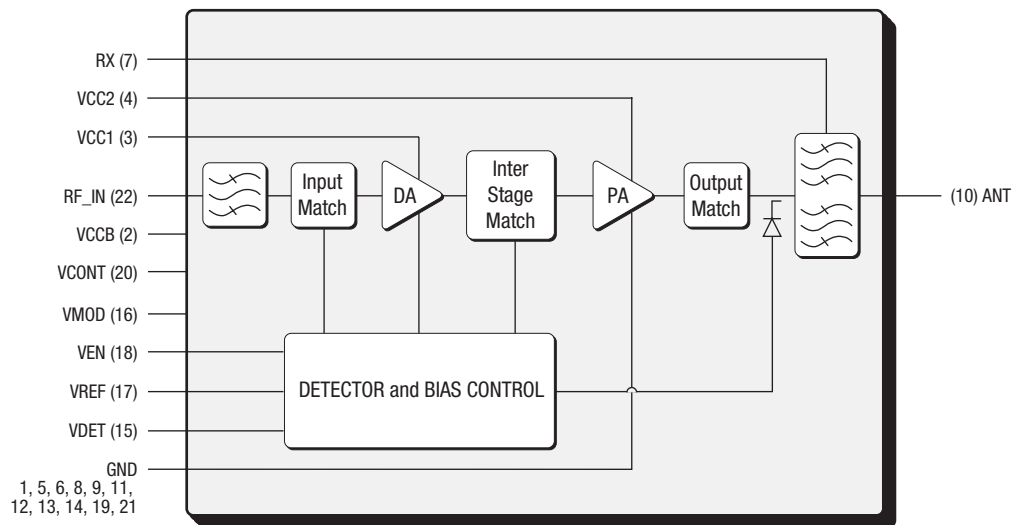 RX (7)
VCC2 (4)
VCC1 (3)
RF_IN (22)
VCCB (2)
VCONT (20)
VMOD (16)
VEN (18)
VREF (17)
VDET (15)
GND
1, 5, 6, 8, 9, 11,
12, 13, 14, 19, 21
Input
Match
DA
Inter
Stage
Match
PA
Output
Match
(10) ANT
DETECTOR and BIAS CONTROL